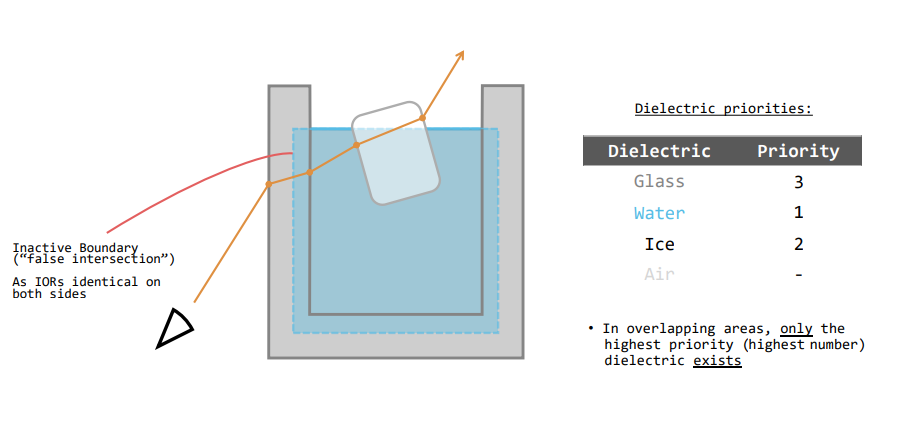 Dielectric priorities:
Dielectric Priority
Glass 3
Water 1
Ice 2
Air -
Inactive Boundary
(“false intersection”)
As IORs identical on
both sides
• In overlapping areas, only the
highest priority (highest number)
dielectric exists